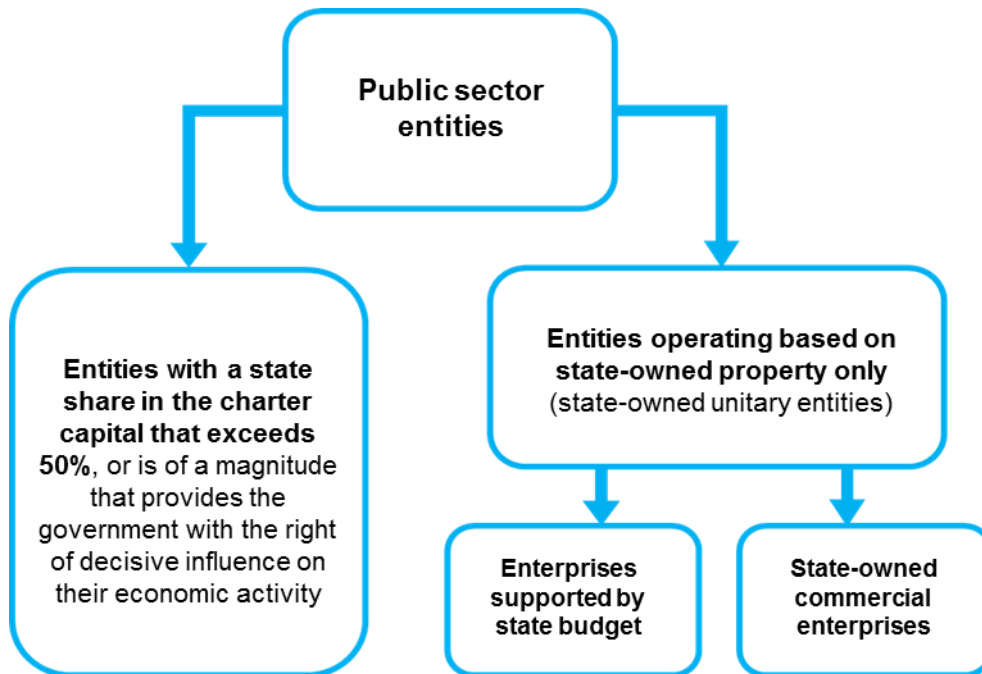 Public sector
entities
Entities with a state
share in the charter
capital that exceeds
50%, or is of a magnitude
that provides the
government with the right
of decisive influence on
their economic activity
Entities operating based on
state-owned property only
(state-owned unitary entities)
Enterprises
supported by
state budget
State-owned
commercial
enterprises